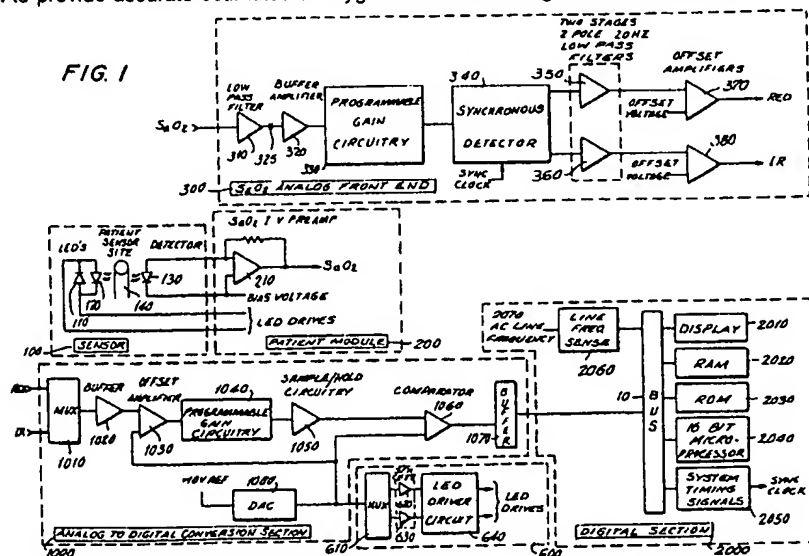 FIG. 1
TWO STAGES
2 POLE 20HZ
LOW PASS
FILTERS
LOW PASS
FILTER
BUFFER
AMPLIFIER
PROGRAMMABLE
GAIN
CIRCUITRY
340
SYNCHRONOUS
DETECTOR
350
OFFSET
AMPLIFIERS
370
RED
OFFSET
VOLTAGE
SaO2
310
325
320
330
380
IR
360
OFFSET
VOLTAGE
SYNC
CLOCK
300
SaO2 ANALOG FRONT END
LED'S
PATIENT
SENSOR
SITE
DETECTOR
130
SaO2 I V PREAMP
210
SaO2
BIAS VOLTAGE
LED DRIVES
110
120
140
100
SENSOR
PATIENT MODULE
200
2070
AC LINE
FREQUENCY
LINE
FREQ
SENSE
2060
10
BUS
DISPLAY
2010
RAM
2020
ROM
2030
16 BIT
MICRO-
PROCESSOR
2040
SYSTEM
TIMING
SIGNALS
2050
SYNC
CLOCK
DIGITAL SECTION
2000
RED
IR
MUX
1010
BUFFER
1020
OFFSET
AMPLIFIER
1030
1040
PROGRAMMABLE
GAIN
CIRCUITRY
SAMPLE/HOLD
CIRCUITRY
1050
COMPARATOR
1060
1070
BUFFER
DAC
1080
ANALOG TO DIGITAL CONVERSION SECTION
1000
610
MUX
630
LED
DRIVER
CIRCUIT
640
LED
DRIVES
600